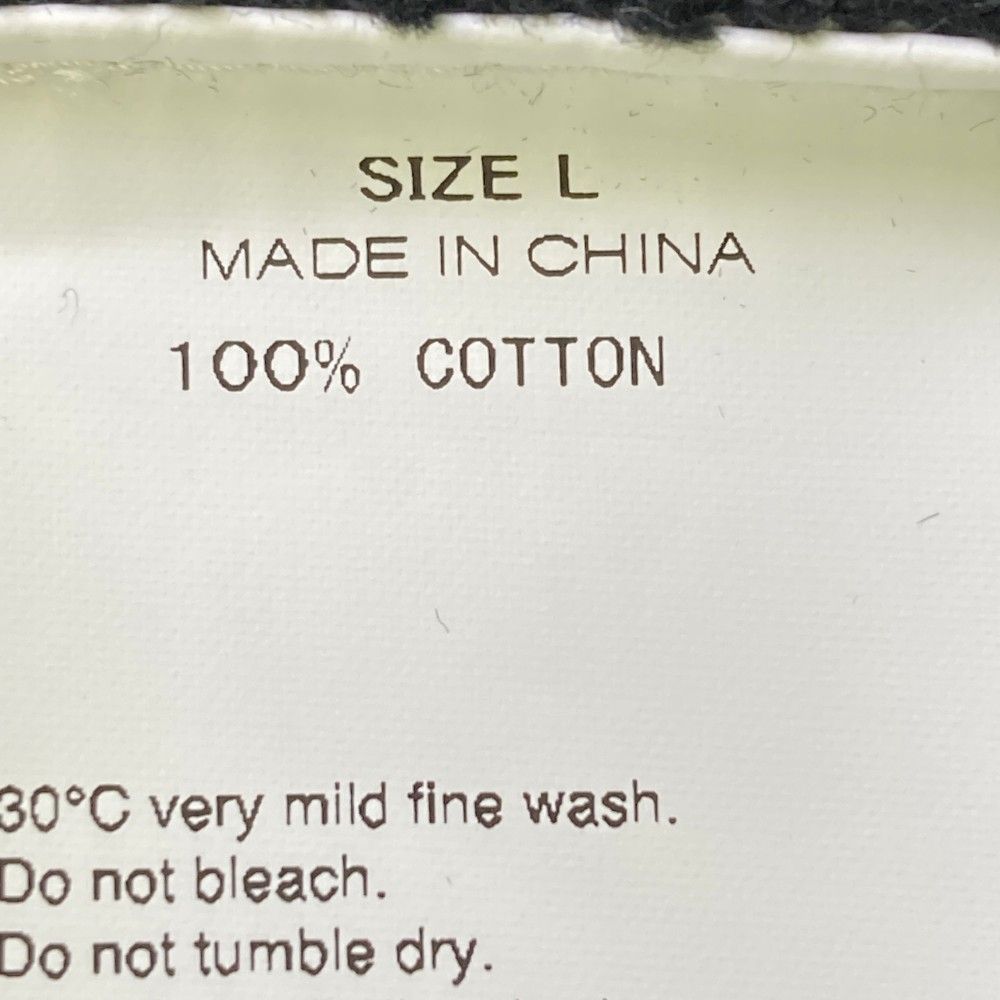 SIZE L
MADE IN CHINA
100% COTTON
30°C very mild fine wash.
Do not bleach.
Do not tumble dry.